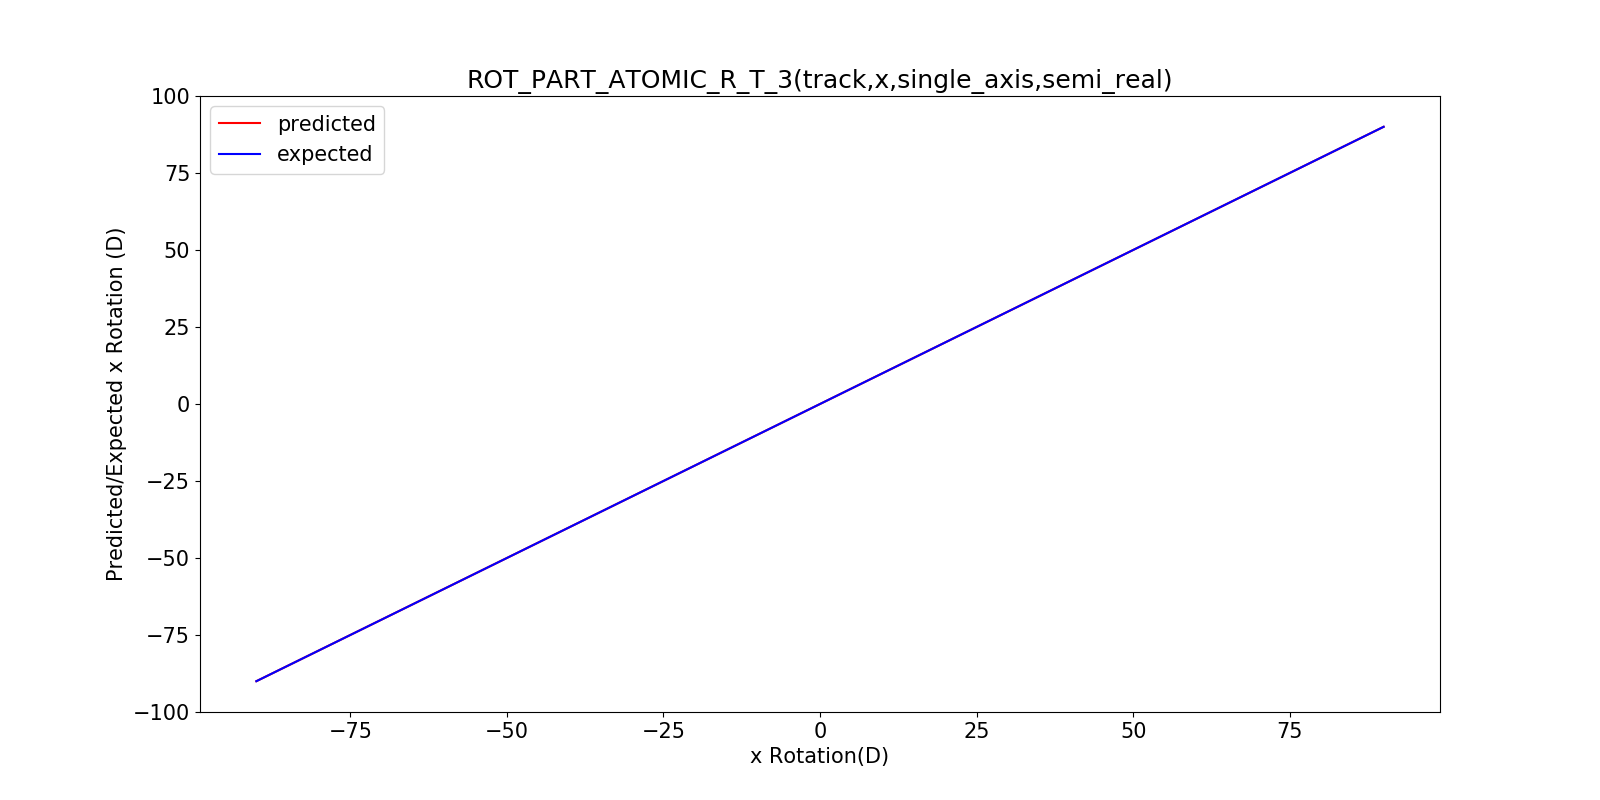 ROT_PART_ATOMIC_R_T_3(track,x,single_axis,semi_real)
predicted
expected
Predicted/Expected x Rotation (D)
100
75
50
25
0
−25
−50
−75
−100
−75 −50 −25 0 25 50 75
x Rotation(D)